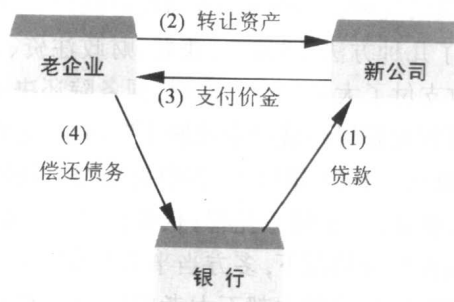 (2) 转让资产
老企业
新公司
(3) 支付价金
(4)
偿还债务
(1)
贷款
银行